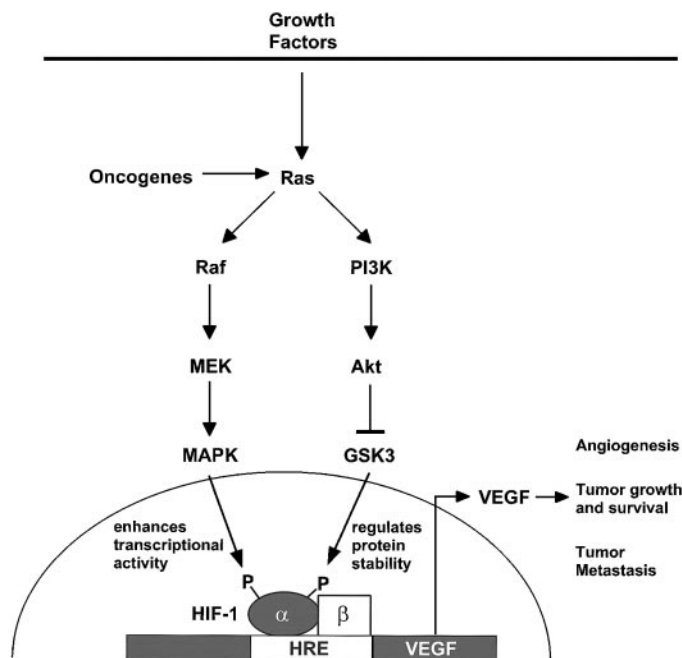 Growth
Factors
Oncogenes
Ras
Raf
PI3K
MEK
Akt
MAPK
GSK3
enhances
transcriptional
activity
regulates
protein
stability
P
P
HIF-1
α
β
HRE
VEGF
VEGF
Angiogenesis
Tumor growth
and survival
Tumor
Metastasis